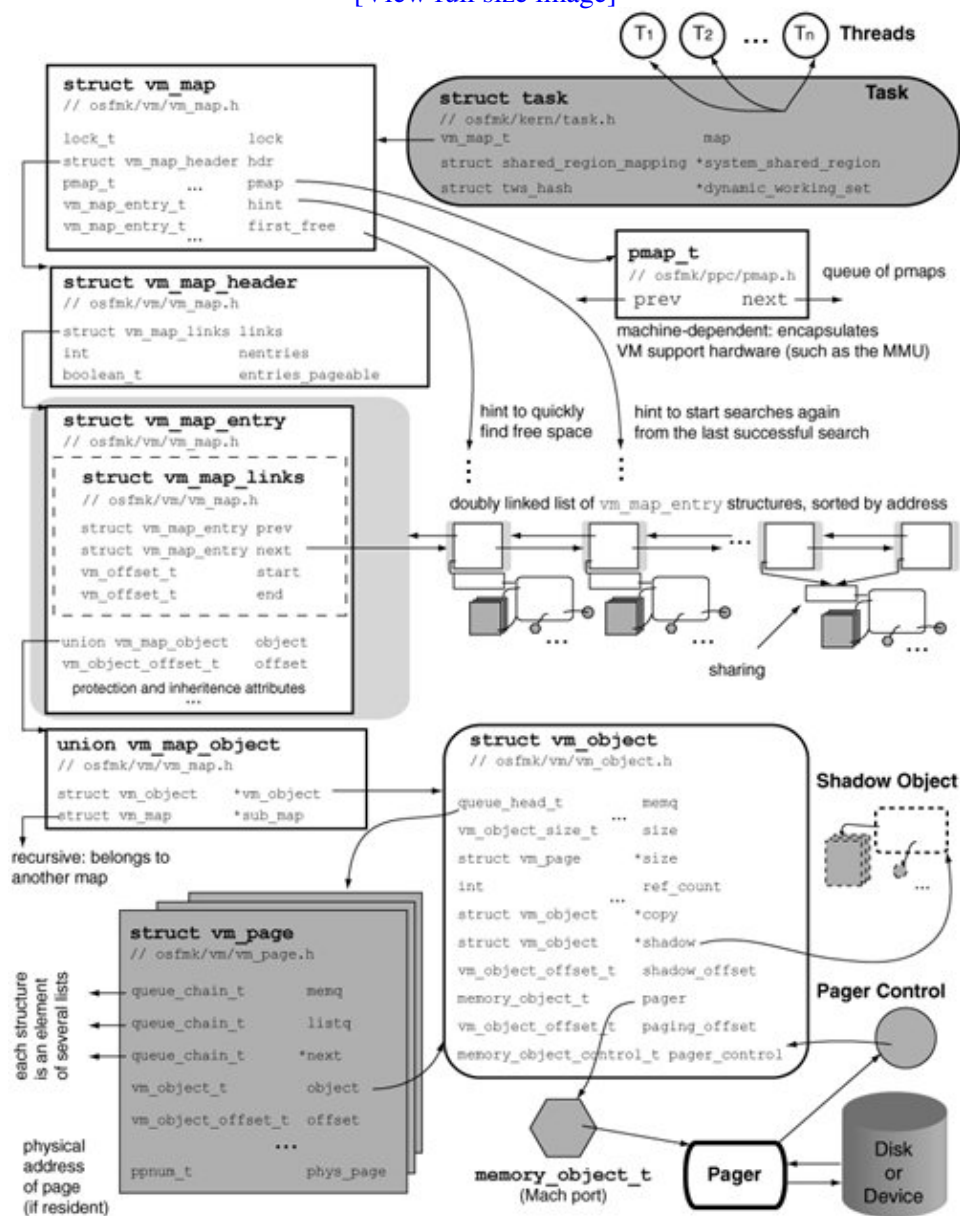 [View full size image]
T1
T2
...
Tn
Threads
struct vm_map
// osfmk/vm/vm_map.h
lock_t lock
struct vm_map_header hdr
pmap_t ... pmap
vm_map_entry_t hint
vm_map_entry_t first_free
...
Task
struct task
// osfmk/kern/task.h
vm_map_t map
struct shared_region_mapping *system_shared_region
struct tws_hash *dynamic_working_set
pmap_t
// osfmk/ppc/pmap.h
prev next
queue of pmaps
machine-dependent: encapsulates
VM support hardware (such as the MMU)
struct vm_map_header
// osfmk/vm/vm_map.h
struct vm_map_links links
int nentries
boolean_t entries_pageable
hint to quickly
find free space
hint to start searches again
from the last successful search
struct vm_map_entry
// osfmk/vm/vm_map.h
struct vm_map_links
// osfmk/vm/vm_map.h
struct vm_map_entry prev
struct vm_map_entry next
vm_offset_t start
vm_offset_t end
union vm_map_object object
vm_object_offset_t offset
protection and inheritence attributes
...
doubly linked list of vm_map_entry structures, sorted by address
...
...
...
...
sharing
union vm_map_object
// osfmk/vm/vm_map.h
struct vm_object *vm_object
struct vm_map *sub_map
recursive: belongs to
another map
struct vm_object
// osfmk/vm/vm_object.h
queue_head_t ... memq
vm_object_size_t size
struct vm_page *size
int ... ref_count
struct vm_object *copy
struct vm_object *shadow
vm_object_offset_t shadow_offset
memory_object_t pager
vm_object_offset_t paging_offset
memory_object_control_t pager_control
Shadow Object
...
Pager Control
struct vm_page
// osfmk/vm/vm_page.h
queue_chain_t memq
queue_chain_t listq
queue_chain_t *next
vm_object_t object
vm_object_offset_t offset
...
ppnum_t phys_page
each structure
is an element
of several lists
physical
address
of page
(if resident)
memory_object_t
(Mach port)
Pager
Disk
or
Device